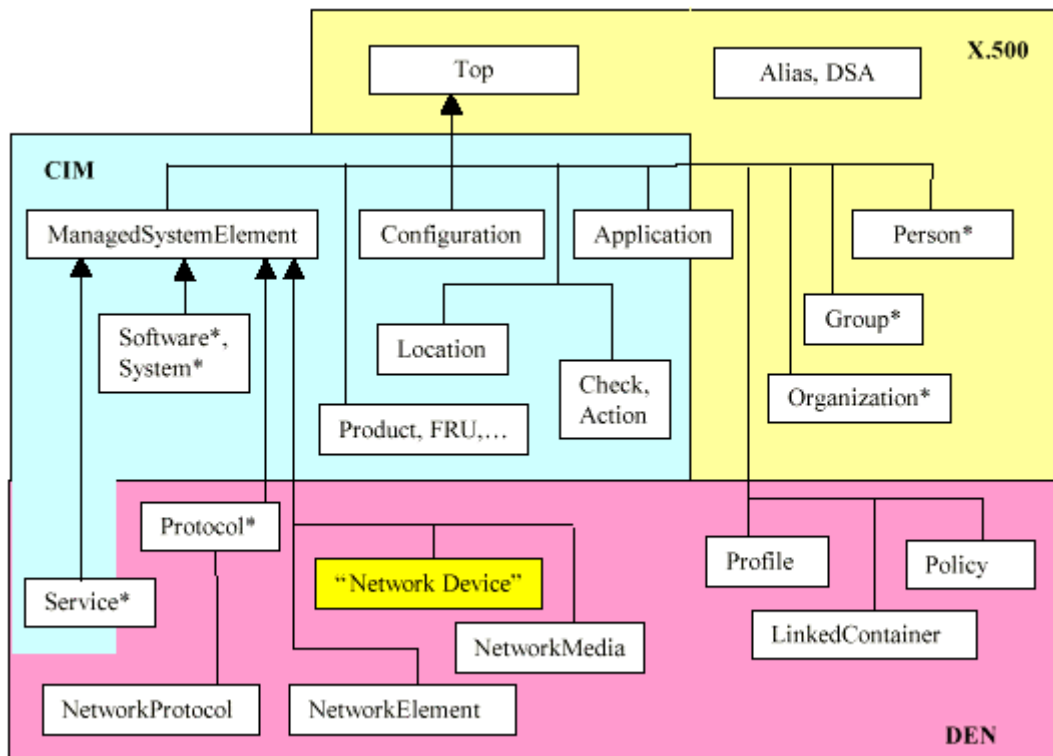 X.500
Top
Alias, DSA
CIM
ManagedSystemElement
Configuration
Application
Person*
Software*,
System*
Location
Group*
Check,
Action
Organization*
Product, FRU,…
Protocol*
Profile
Policy
“Network Device”
Service*
NetworkMedia
LinkedContainer
NetworkProtocol
NetworkElement
DEN